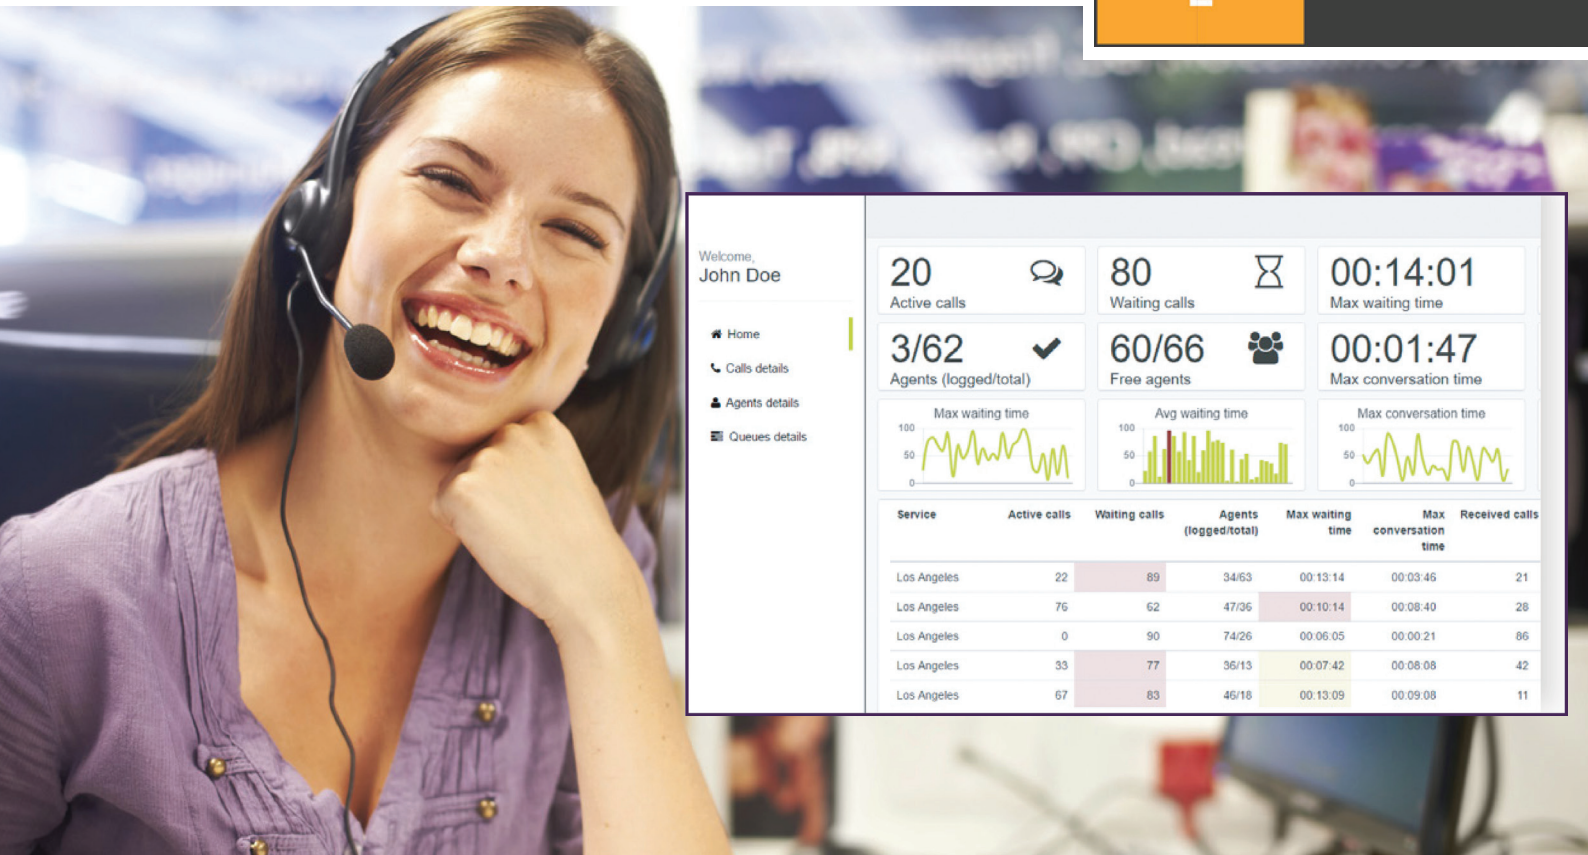 Welcome,
John Doe
Home
Calls details
Agents details
Queues details
20
Active calls
80
Waiting calls
00:14:01
Max waiting time
3/62
Agents (logged/total)
60/66
Free agents
00:01:47
Max conversation time
Max waiting time
100
50
0
Avg waiting time
100
50
0
Max conversation time
100
50
0
Service Active calls Waiting calls Agents Max waiting Max Received calls
(logged/total) time conversation
time
Los Angeles 22 89 34/63 00:13:14 00:03:46 21
Los Angeles 76 62 47/36 00:10:14 00:08:40 28
Los Angeles 0 90 74/26 00:06:05 00:00:21 86
Los Angeles 33 77 36/13 00:07:42 00:08:08 42
Los Angeles 67 83 46/18 00:13:09 00:09:08 11